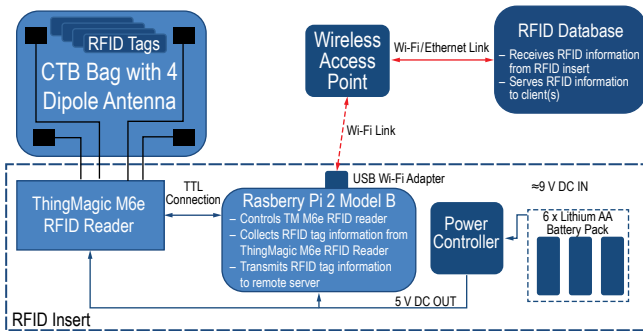 RFID Tags
CTB Bag with 4
Dipole Antenna
Wireless
Access
Point
Wi-Fi/Ethernet Link
RFID Database
– Receives RFID information
from RFID insert
– Serves RFID information
to client(s)
Wi-Fi Link
USB Wi-Fi Adapter
ThingMagic M6e
RFID Reader
TTL
Connection
Rasberry Pi 2 Model B
– Controls TM M6e RFID reader
– Collects RFID tag information from
ThingMagic M6e RFID Reader
– Transmits RFID tag information
to remote server
Power
Controller
≈9 V DC IN
6 x Lithium AA
Battery Pack
5 V DC OUT
RFID Insert